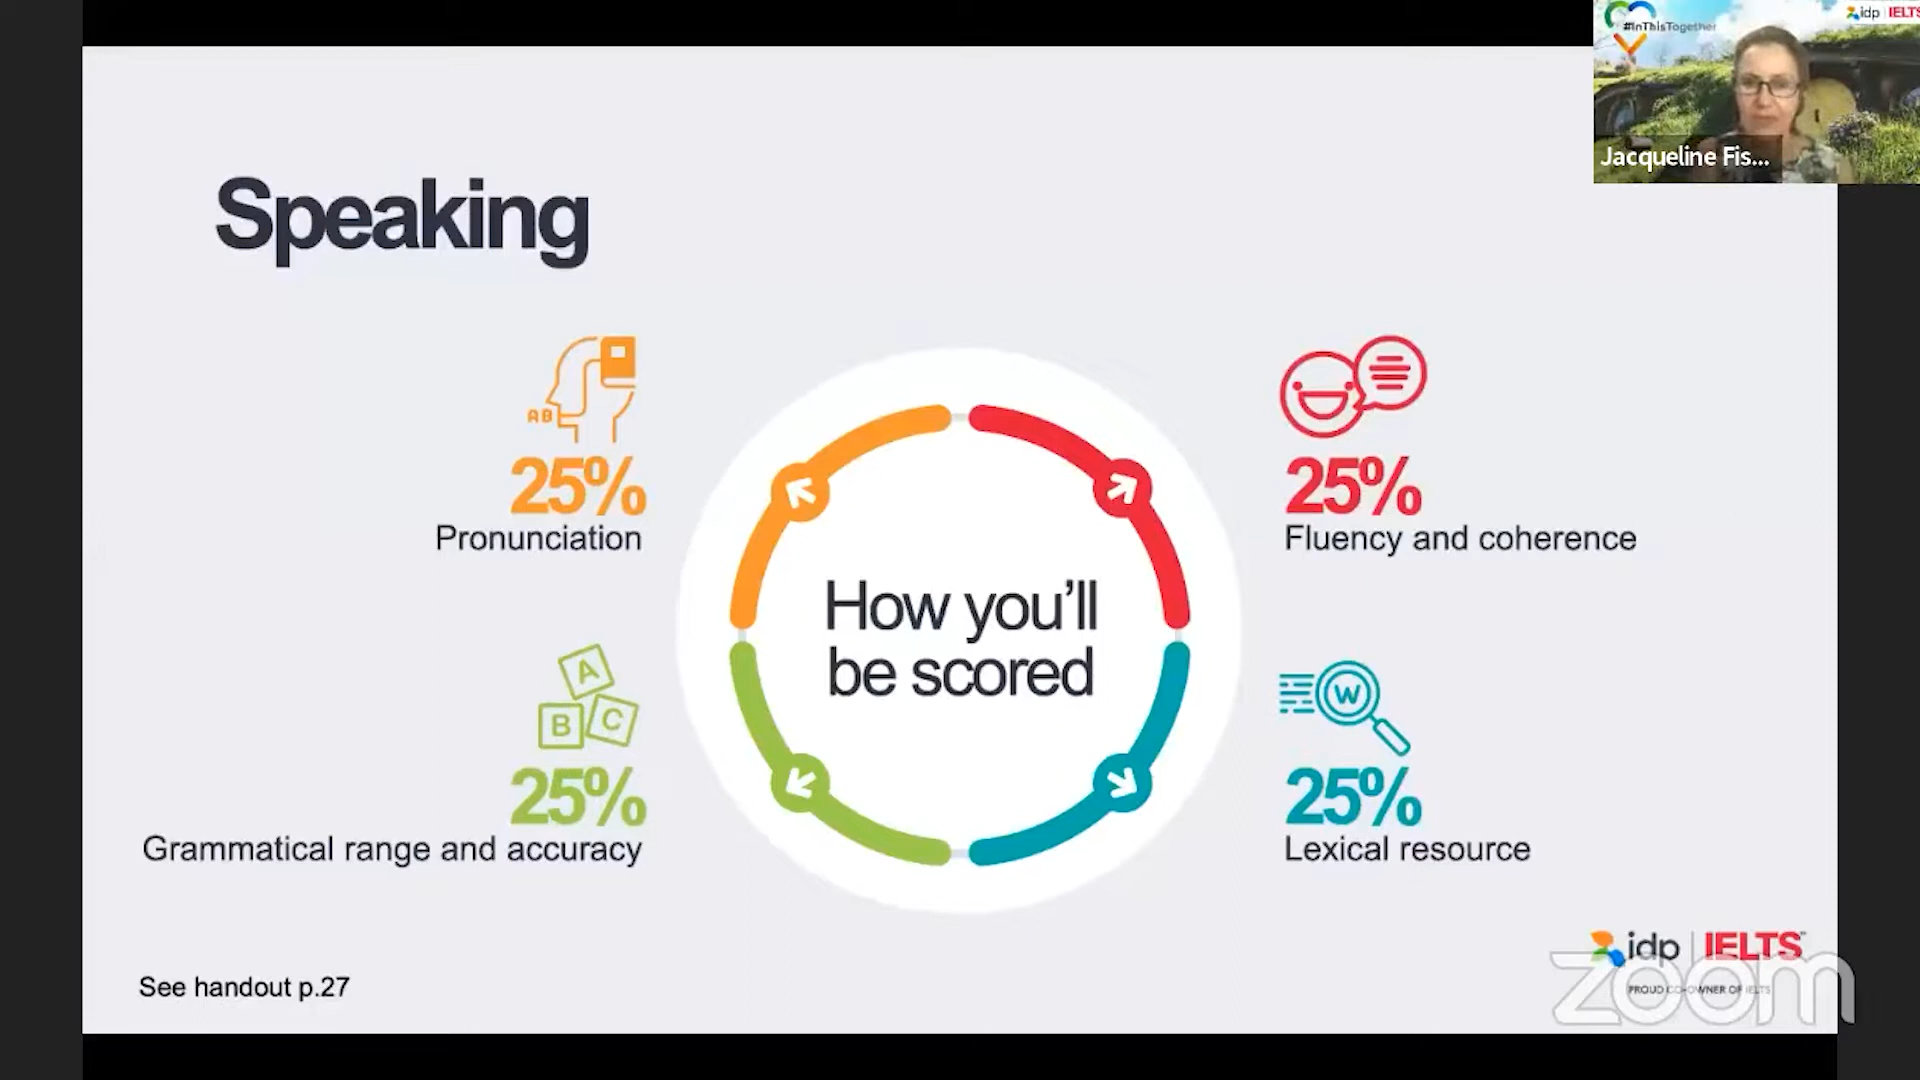 #InThisTogether
idp IELTS
Jacqueline Fis...
Speaking
AB
25%
Pronunciation
25%
Fluency and coherence
How you'll
be scored
A
B C
25%
Grammatical range and accuracy
W
25%
Lexical resource
See handout p.27
idp IELTS™
PROUD CO-OWNER OF IELTS
zoom